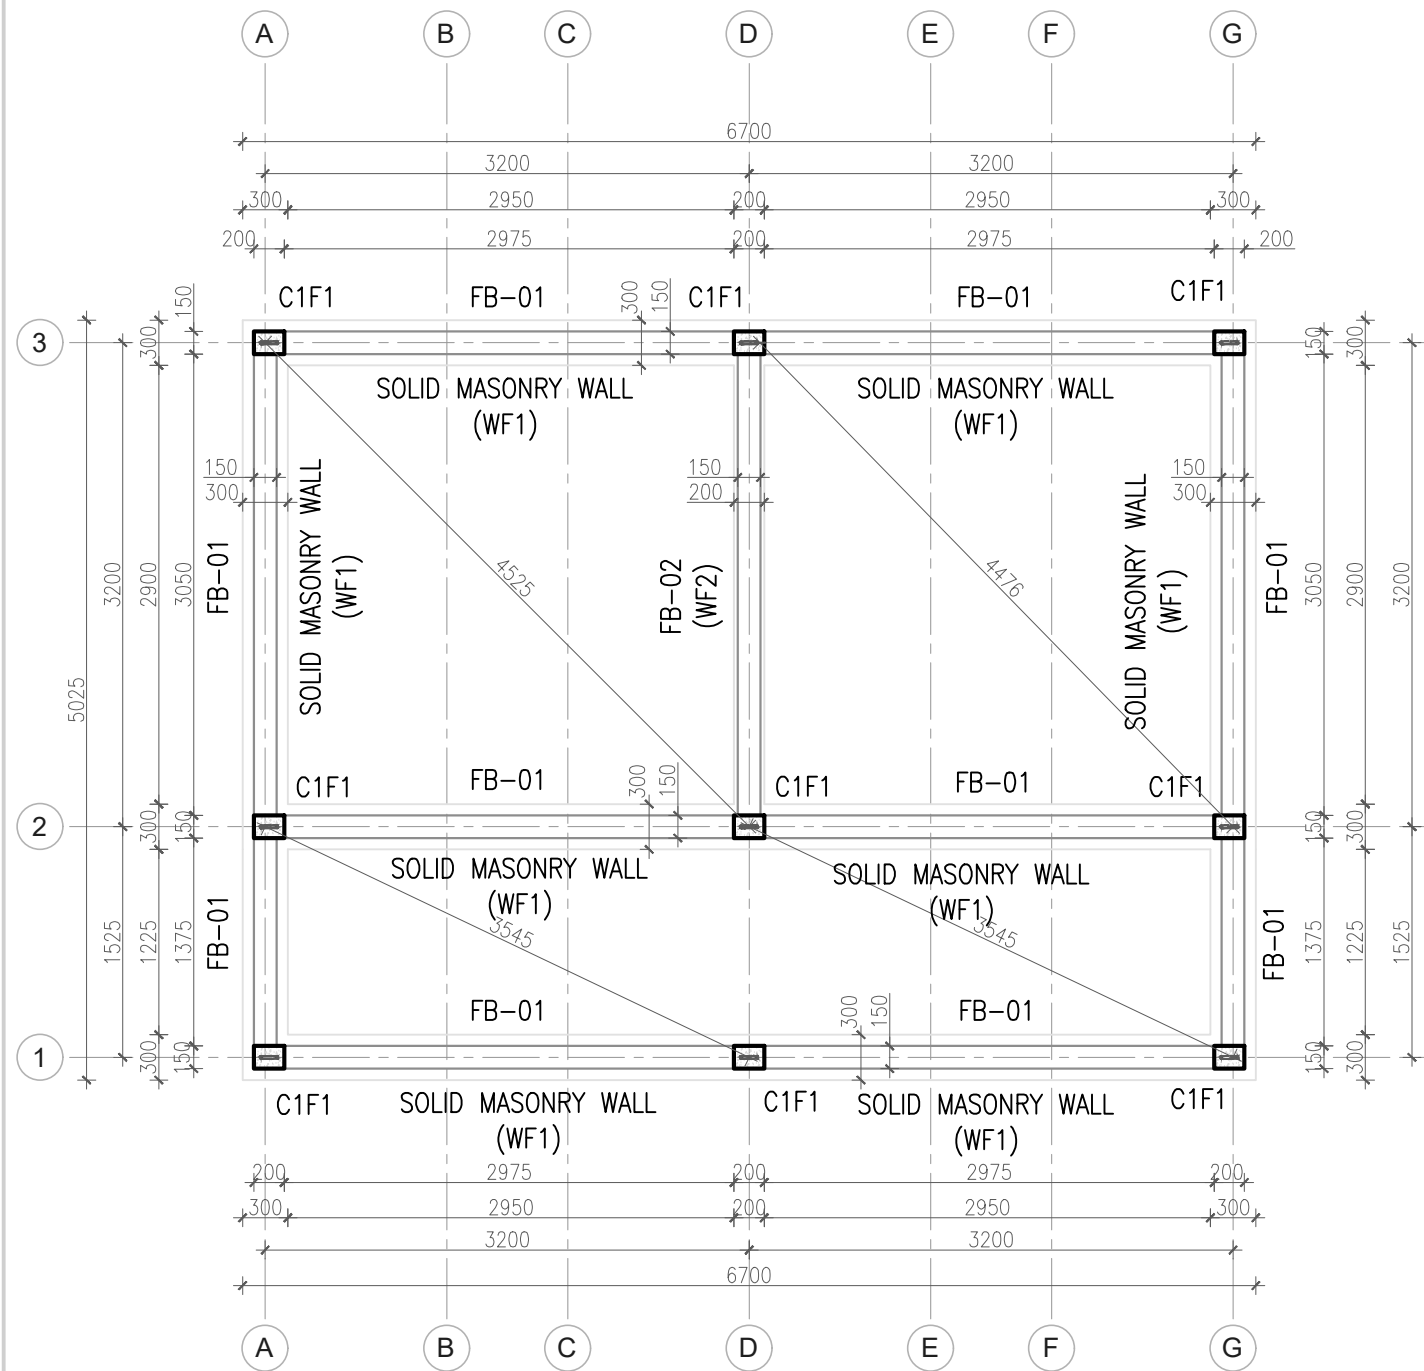 A B C D E F G
6700
3200 3200
300 2950 200 2950 300
200 2975 200 2975 200
C1F1 FB-01 C1F1 FB-01 C1F1
150 300 150
3 300 150 300
SOLID MASONRY WALL SOLID MASONRY WALL
(WF1) (WF1)
150 150 150
300 200 300
SOLID MASONRY WALL
(WF1)
SOLID MASONRY WALL
(WF1)
4525 4476
5025 3200 2900 3050 FB-01
FB-02
(WF2)
FB-01 3050 2900 3200
C1F1 FB-01 300 150 C1F1 FB-01 C1F1
2 300 150 150 300
SOLID MASONRY WALL SOLID MASONRY WALL
(WF1) (WF1)
3545 3545
1525 1225 1375 FB-01 FB-01 1375 1225 1525
FB-01 300 150 FB-01
1 300 150 150 300
C1F1 SOLID MASONRY WALL C1F1 SOLID MASONRY WALL C1F1
(WF1) (WF1)
200 2975 200 2975 200
300 2950 200 2950 300
3200 3200
6700
A B C D E F G